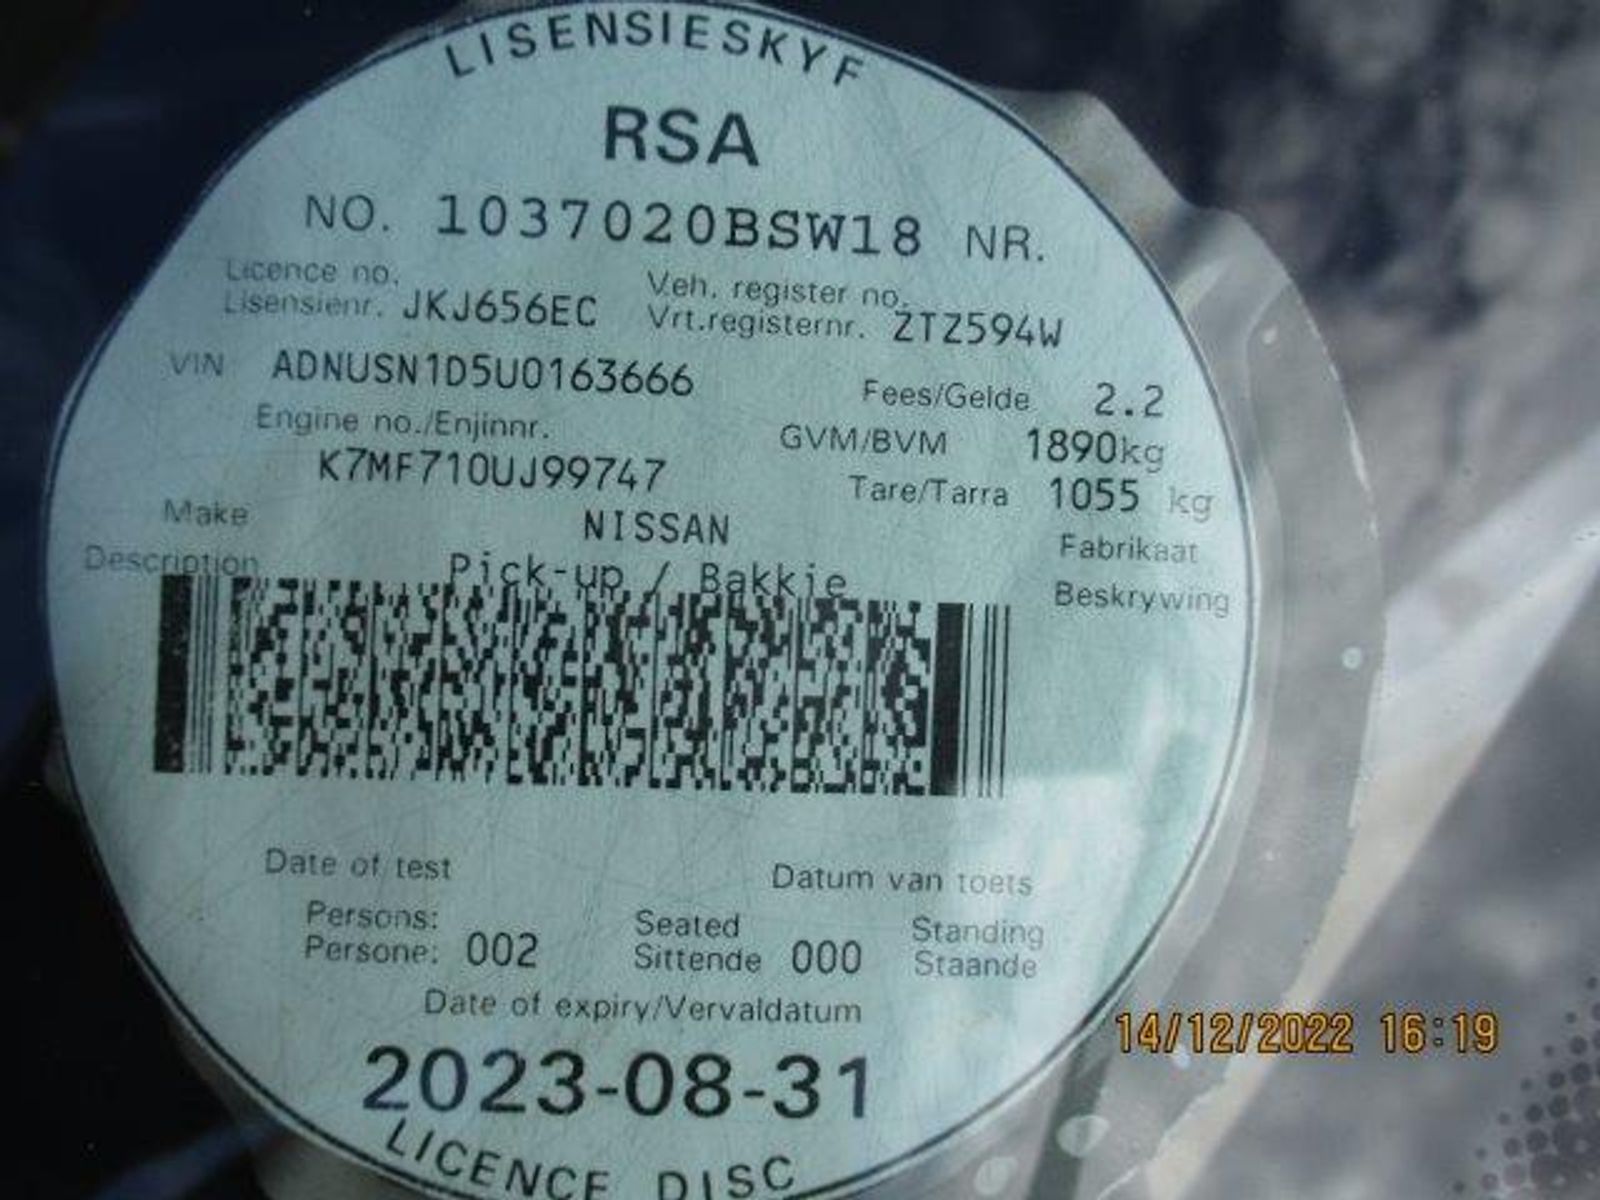 LISENSIESKYF
RSA
NO. 1037020BSW18 NR.
Licence no. Veh. register no.
Lisensienr. JKJ656EC Vrt.registernr. ZTZ594W
VIN ADNUSN1D5U0163666 Fees/Gelde 2.2
Engine no./Enjinnr. GVM/BVM 1890kg
K7MF710UJ99747 Tare/Tarra 1055 kg
Make NISSAN Fabrikaat
Description Pick-up / Bakkie Beskrywing
Date of test Datum van toets
Persons: Seated Standing
Persone: 002 Sittende 000 Staande
Date of expiry/Vervaldatum
2023-08-31
LICENCE DISC
14/12/2022 16:19